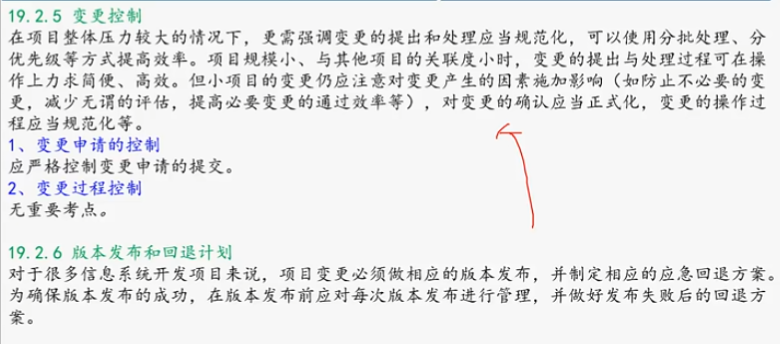 19.2.5 变更控制
在项目整体压力较大的情况下，更需强调变更的提出和处理应当规范化，可以使用分批处理、分
优先级等方式提高效率。项目规模小、与其他项目的关联度小时，变更的提出与处理过程可在操
作上力求简便、高效。但小项目的变更仍应注意对变更产生的因素施加影响（如防止不必要的变
更，减少无谓的评估，提高必要变更的通过效率等），对变更的确认应当正式化，变更的操作过
程应当规范化等。
1、变更申请的控制
应严格控制变更申请的提交。
2、变更过程控制
无重要考点。
19.2.6 版本发布和回退计划
对于很多信息系统开发项目来说，项目变更必须做相应的版本发布，并制定相应的应急回退方案。
为确保版本发布的成功，在版本发布前应对每次版本发布进行管理，并做好发布失败后的回退方
案。